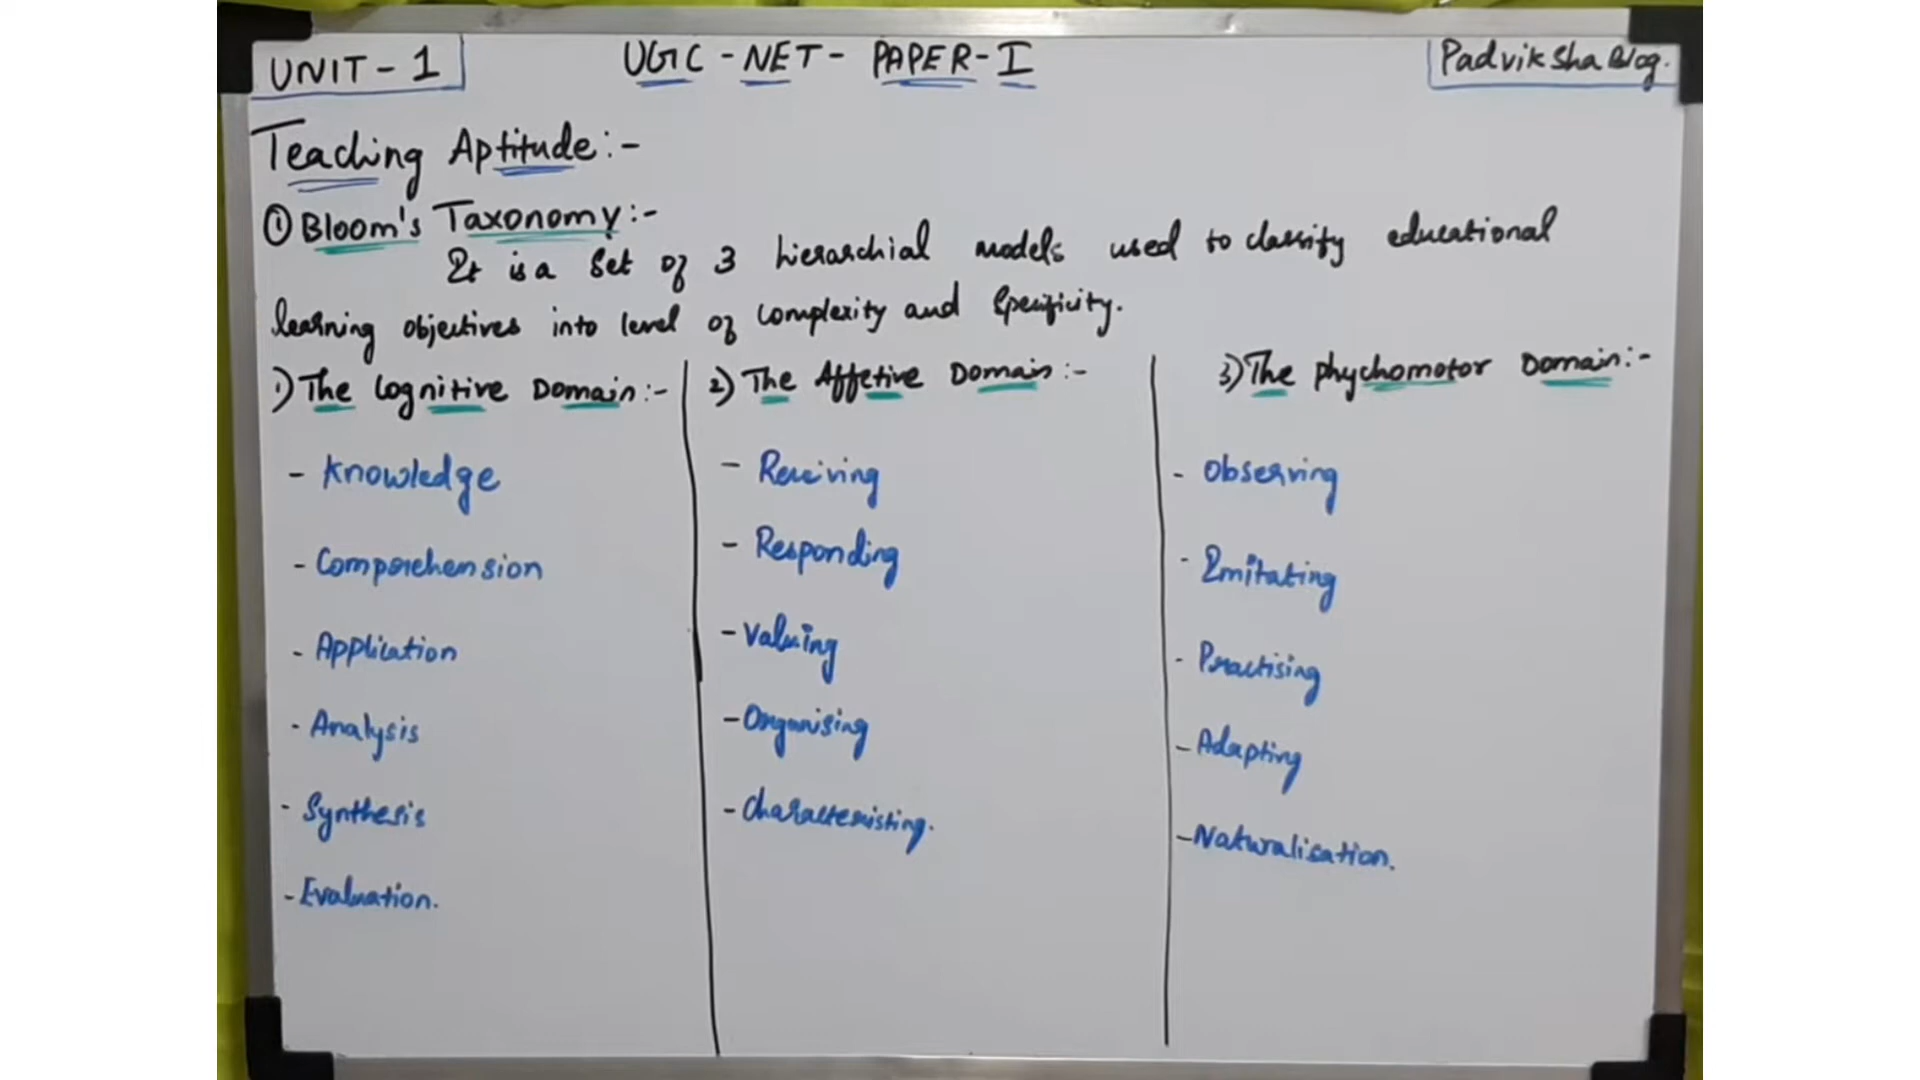 UNIT-1
UGC-NET-PAPER-I
Padviksha Blog.
Teaching Aptitude:-
① Bloom's Taxonomy:-
It is a Set of 3 hierarchial models used to classify educational
learning objectives into level of complexity and Specificity.
1) The Cognitive Domain:-
- Knowledge
- Comprehension
- Application
- Analysis
- Synthesis
- Evaluation.
2) The Affetive Domain:-
- Receiving
- Responding
- Valuing
- Organising
- Characteristing.
3) The phychomotor Domain:-
- Observing
- Imitating
- Practising
- Adapting
- Naturalisation.